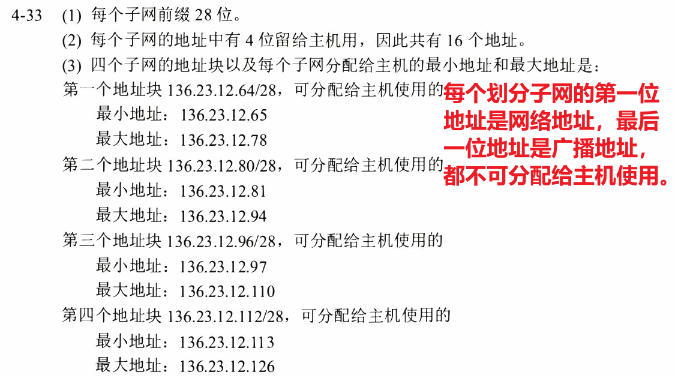 4-33 (1) 每个子网前缀 28 位。
(2) 每个子网的地址中有 4 位留给主机用，因此共有 16 个地址。
(3) 四个子网的地址块以及每个子网分配给主机的最小地址和最大地址是：
第一个地址块 136.23.12.64/28，可分配给主机使用的
最小地址：136.23.12.65
最大地址：136.23.12.78
第二个地址块 136.23.12.80/28，可分配给主机使用的
最小地址：136.23.12.81
最大地址：136.23.12.94
第三个地址块 136.23.12.96/28，可分配给主机使用的
最小地址：136.23.12.97
最大地址：136.23.12.110
第四个地址块 136.23.12.112/28，可分配给主机使用的
最小地址：136.23.12.113
最大地址：136.23.12.126
每个划分子网的第一位
地址是网络地址，最后
一位地址是广播地址，
都不可分配给主机使用。